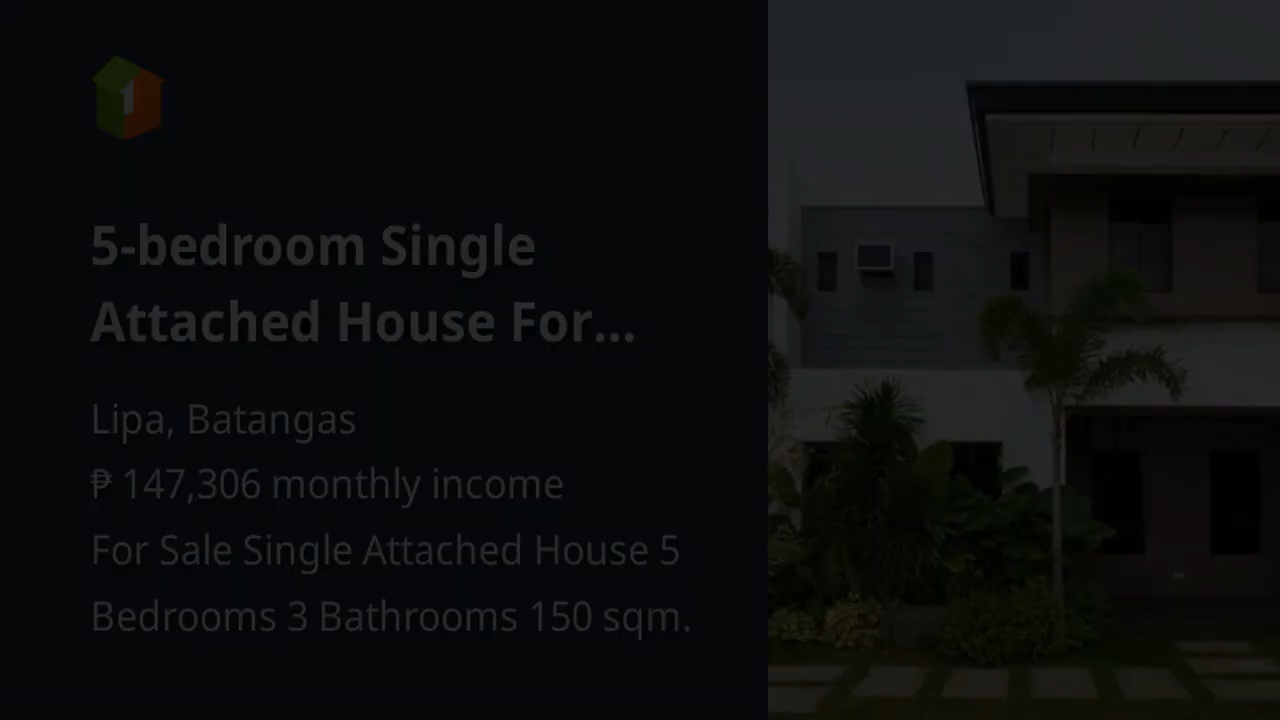 5-bedroom Single
Attached House For...
Lipa, Batangas
₱ 147,306 monthly income
For Sale Single Attached House 5
Bedrooms 3 Bathrooms 150 sqm.